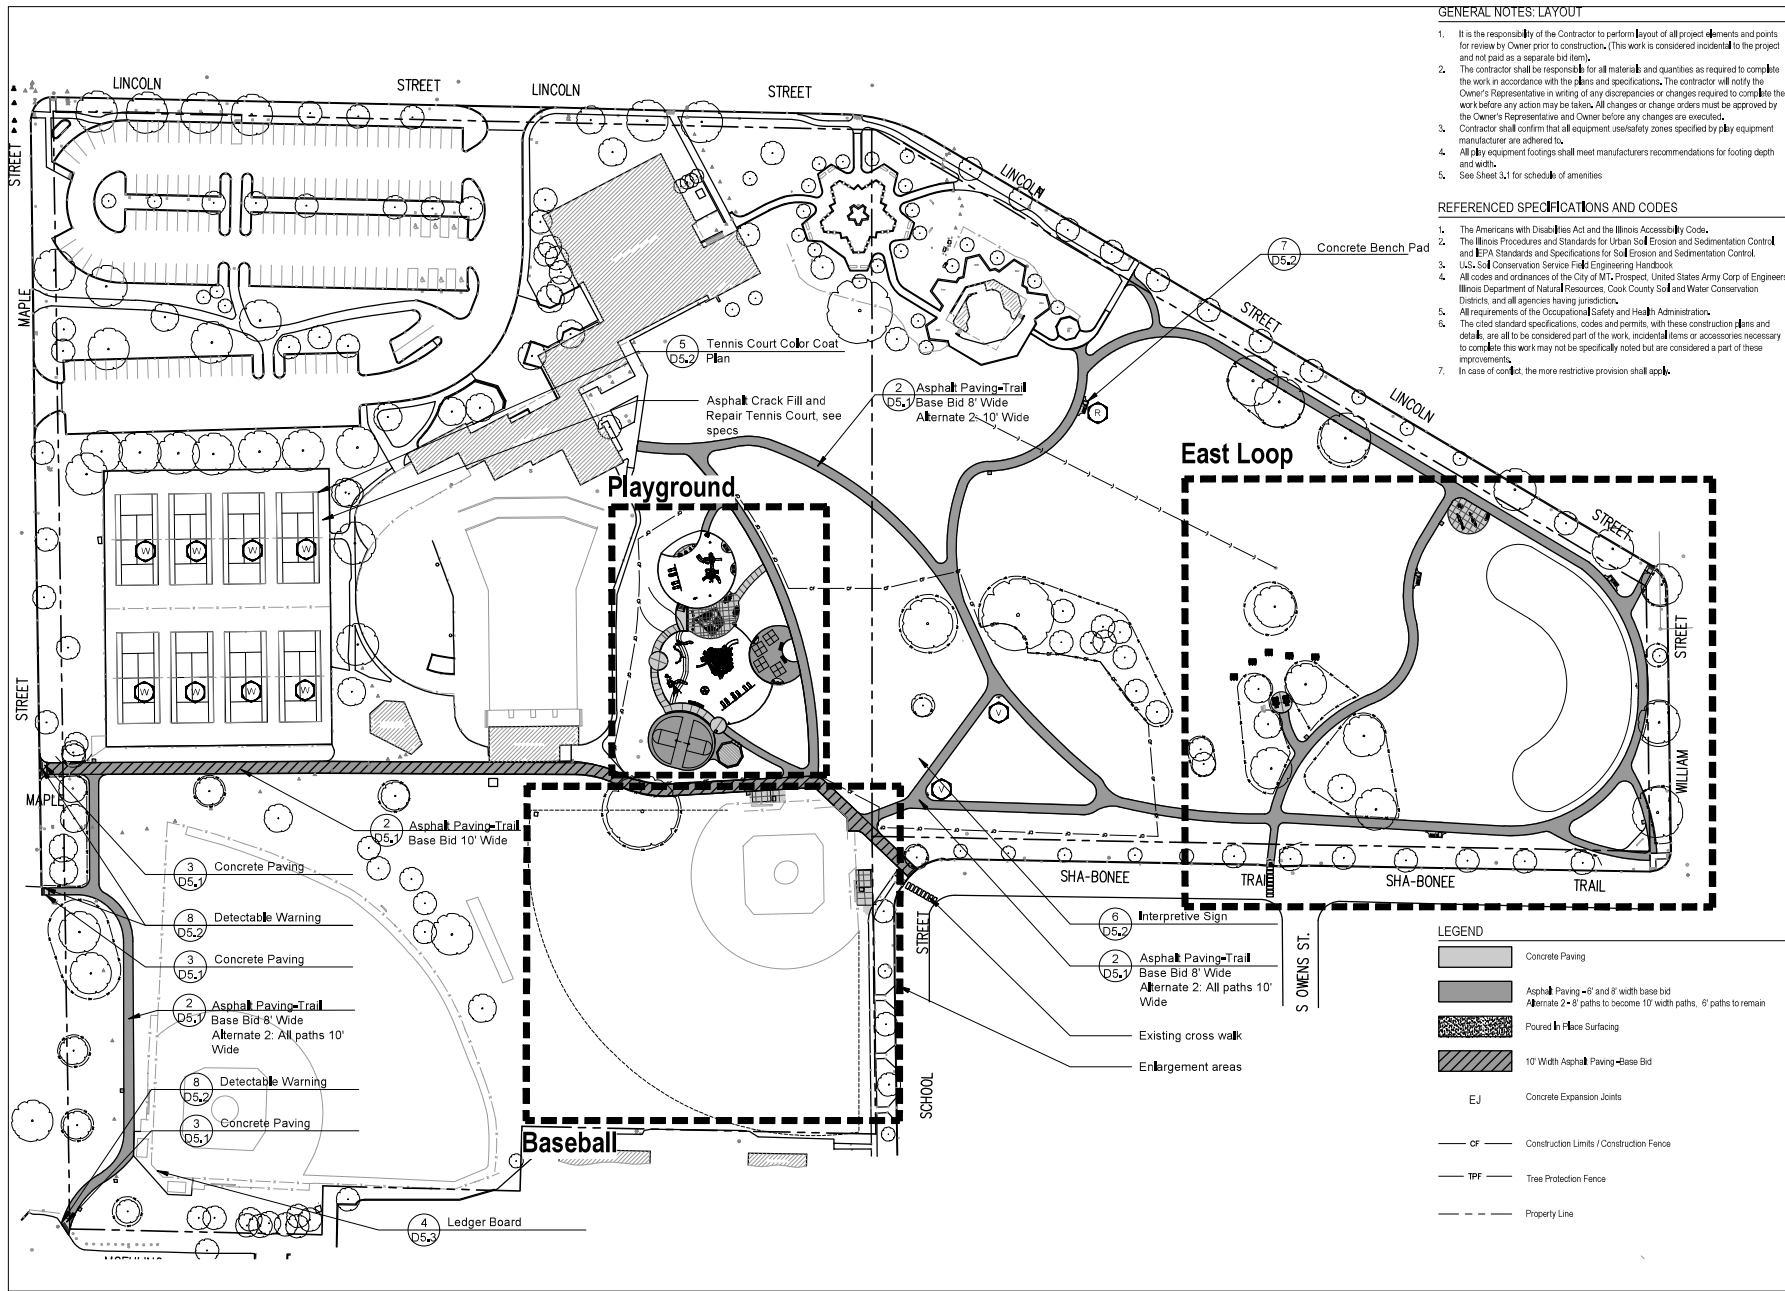 GENERAL NOTES: LAYOUT
1. It is the responsibility of the Contractor to perform layout of all project elements and points
for review by Owner prior to construction. (This work is considered incidental to the project
and not paid as a separate bid item).
2. The contractor shall be responsible for all materials and quantities as required to complete
the work in accordance with the plans and specifications. The contractor will notify the
Owner's Representative in writing of any discrepancies or changes required to complete the
work before any action may be taken. All changes or change orders must be approved by
the Owner's Representative and Owner before any changes are executed.
3. Contractor shall confirm that all equipment use/safety zones specified by play equipment
manufacturer are adhered to.
4. All play equipment footings shall meet manufacturers recommendations for footing depth
and width.
5. See Sheet 3.1 for schedule of amenities
REFERENCED SPECIFICATIONS AND CODES
1. The Americans with Disabilities Act and the Illinois Accessibility Code.
2. The Illinois Procedures and Standards for Urban Soil Erosion and Sedimentation Control
and IEPA Standards and Specifications for Soil Erosion and Sedimentation Control.
3. U.S. Soil Conservation Service Field Engineering Handbook
4. All codes and ordinances of the City of MT. Prospect, United States Army Corp of Engineers
Illinois Department of Natural Resources, Cook County Soil and Water Conservation
Districts, and all agencies having jurisdiction.
5. All requirements of the Occupational Safety and Health Administration.
6. The cited standard specifications, codes and permits, with these construction plans and
details, are all to be considered part of the work, incidental items or accessories necessary
to complete this work may not be specifically noted but are considered a part of these
improvements.
7. In case of conflict, the more restrictive provision shall apply.
LINCOLN STREET LINCOLN STREET
LINCOLN
STREET
LINCOLN
STREET
STREET
MAPLE
STREET
MAPLE
7
D5.2
Concrete Bench Pad
5
D5.2
Tennis Court Color Coat
Plan
Asphalt Crack Fill and
Repair Tennis Court, see
specs
2
D5.1
Asphalt Paving-Trail
Base Bid 8' Wide
Alternate 2: 10' Wide
R
East Loop
Playground
W W W W
W W W W
V
V
STREET
WILLIAM
2
D5.1
Asphalt Paving-Trail
Base Bid 10' Wide
3
D5.1
Concrete Paving
8
D5.2
Detectable Warning
3
D5.1
Concrete Paving
2
D5.1
Asphalt Paving-Trail
Base Bid 8' Wide
Alternate 2: All paths 10'
Wide
8
D5.2
Detectable Warning
3
D5.1
Concrete Paving
4
D5.3
Ledger Board
Baseball
SHA-BONEE TRAIL SHA-BONEE TRAIL
STREET
SCHOOL
S OWENS ST.
6
D5.2
Interpretive Sign
2
D5.1
Asphalt Paving-Trail
Base Bid 8' Wide
Alternate 2: All paths 10'
Wide
Existing cross walk
Enlargement areas
LEGEND
Concrete Paving
Asphalt Paving - 6' and 8' width base bid
Alternate 2 - 8' paths to become 10' width paths, 6' paths to remain
Poured In Place Surfacing
10' Width Asphalt Paving-Base Bid
EJ Concrete Expansion Joints
CF Construction Limits / Construction Fence
TPF Tree Protection Fence
Property Line